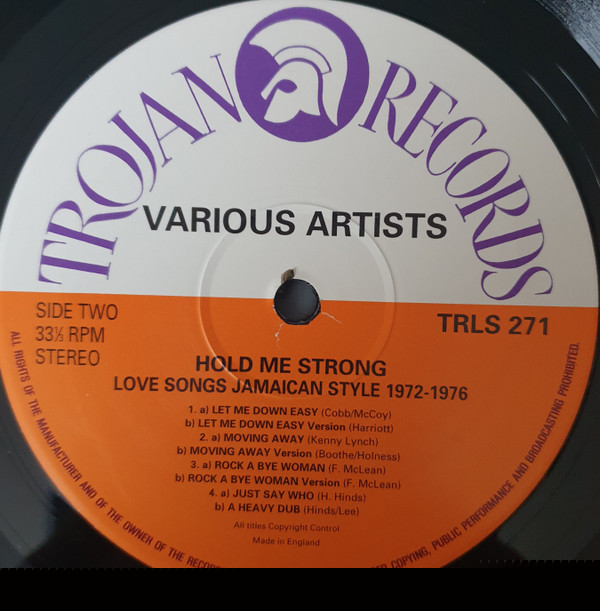 TROJAN RECORDS
VARIOUS ARTISTS
SIDE TWO
33⅓ RPM
STEREO
TRLS 271
HOLD ME STRONG
LOVE SONGS JAMAICAN STYLE 1972-1976
1. a) LET ME DOWN EASY (Cobb/McCoy)
b) LET ME DOWN EASY Version (Harriott)
2. a) MOVING AWAY (Kenny Lynch)
b) MOVING AWAY Version (Boothe/Holness)
3. a) ROCK A BYE WOMAN (F. McLean)
b) ROCK A BYE WOMAN Version (F. McLean)
4. a) JUST SAY WHO (H. Hinds)
b) A HEAVY DUB (Hinds/Lee)
All titles Copyright Control
Made in England
ALL RIGHTS OF THE MANUFACTURER AND OF THE OWNER OF THE RECORDED
COPYING, PUBLIC PERFORMANCE AND BROADCASTING PROHIBITED.